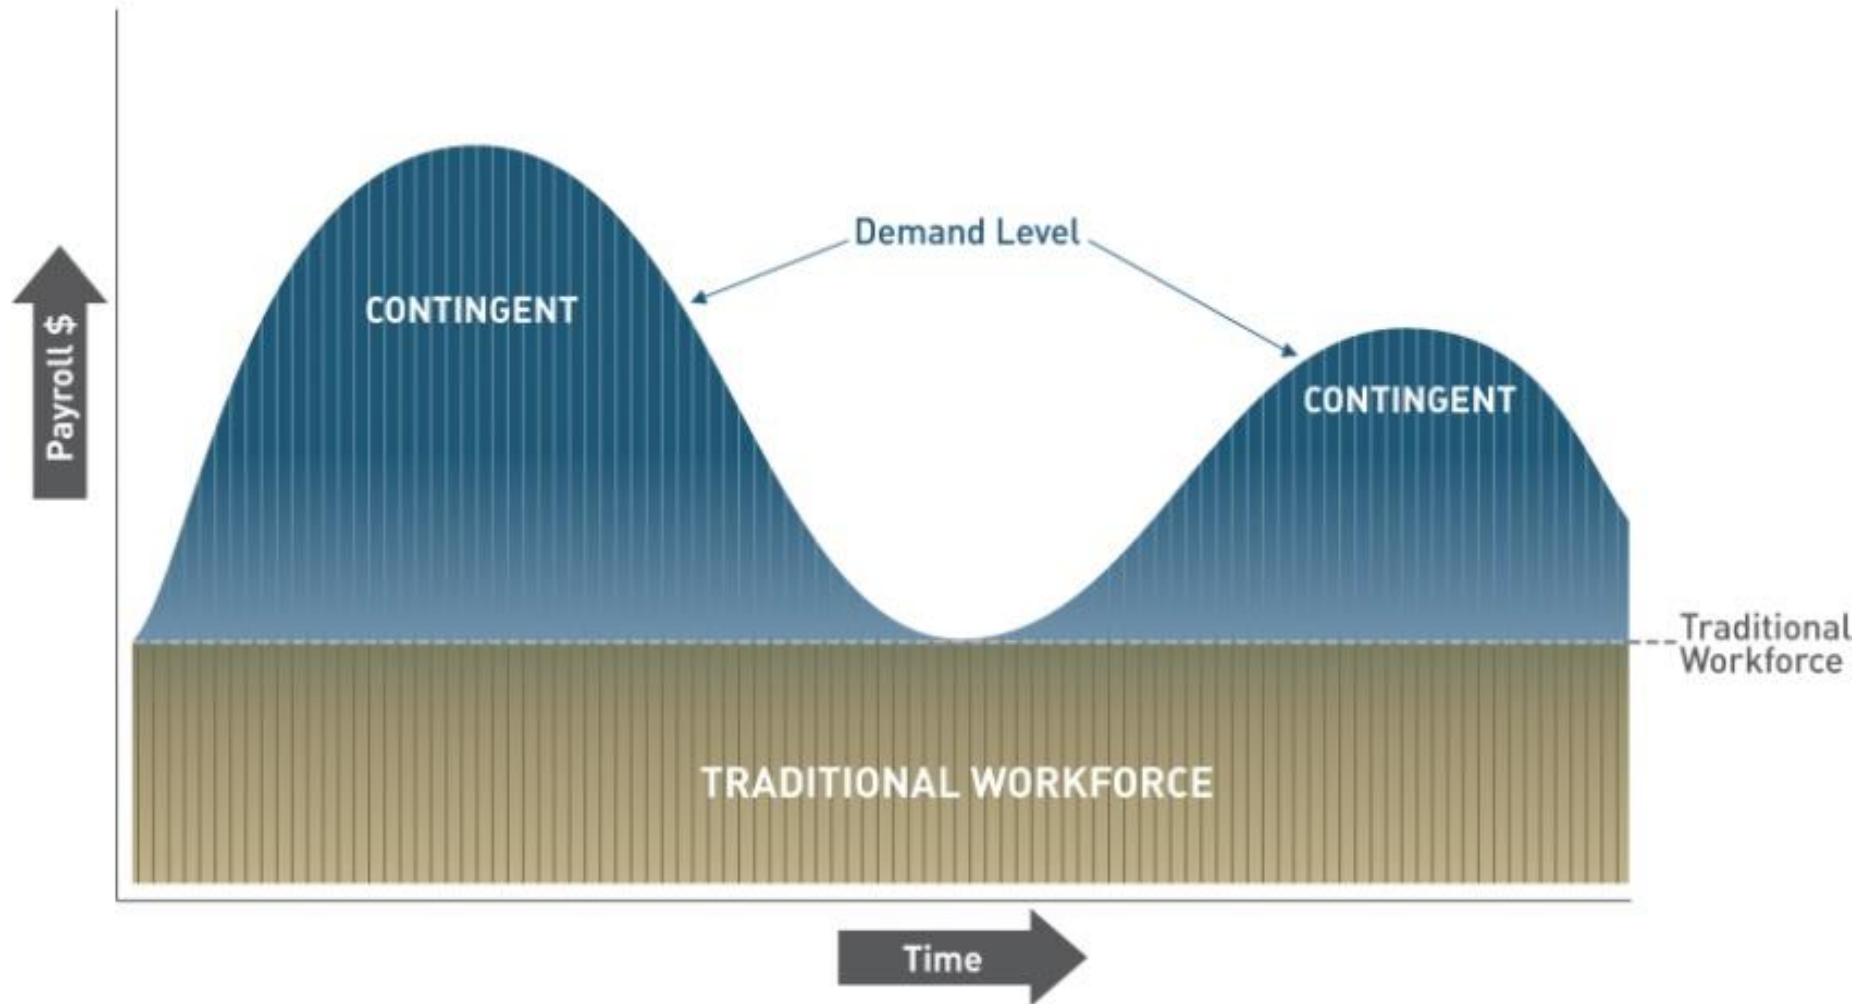 Demand Level
CONTINGENT
Payroll $
CONTINGENT
Traditional
Workforce
TRADITIONAL WORKFORCE
Time